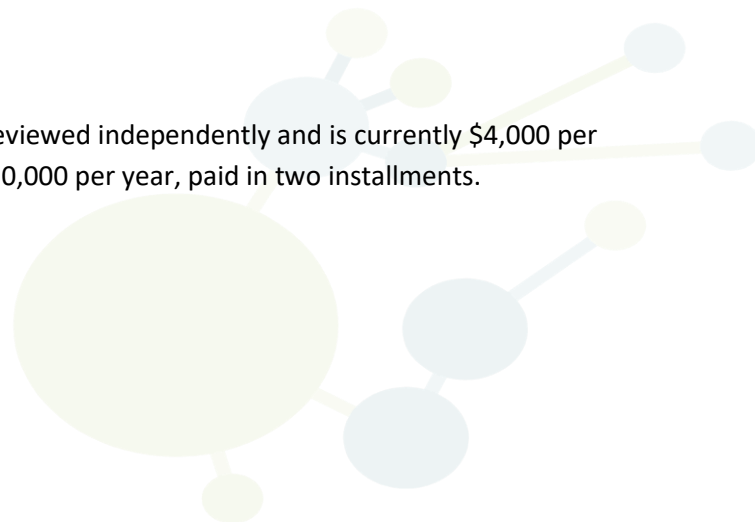 eviewed independently and is currently $4,000 per
0,000 per year, paid in two installments.